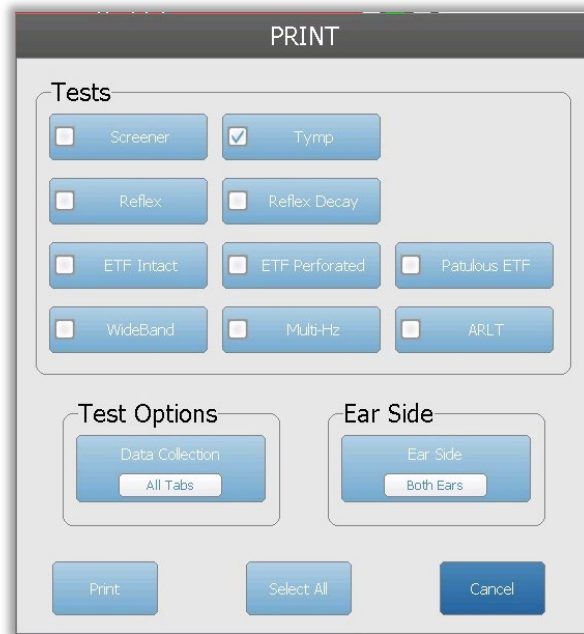 PRINT
Tests
Screener
Tymp
Reflex
Reflex Decay
ETF Intact
ETF Perforated
Patulous ETF
WideBand
Multi-Hz
ARLT
Test Options
Data Collection
All Tabs
Ear Side
Ear Side
Both Ears
Print
Select All
Cancel